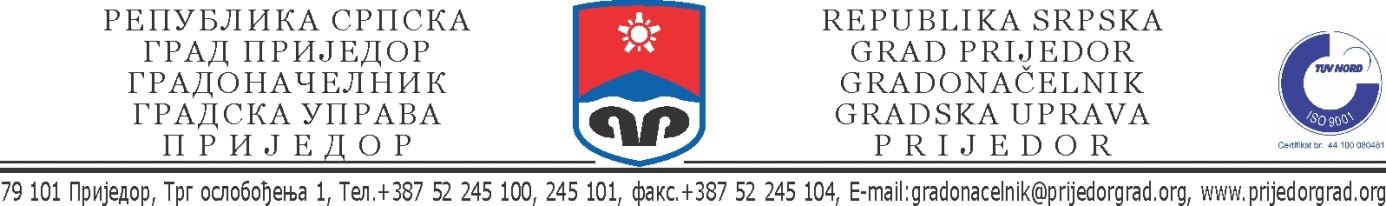 РЕПУБЛИКА СРПСКА
ГРАД ПРИЈЕДОР
ГРАДОНАЧЕЛНИК
ГРАДСКА УПРАВА
ПРИЈЕДОР
REPUBLIKA SRPSKA
GRAD PRIJEDOR
GRADONAČELNIK
GRADSKA UPRAVA
PRIJEDOR
TUV NORD
ISO 9001
Certifikat br. 44 100 080481
79 101 Приједор, Трг ослобођења 1, Тел.+387 52 245 100, 245 101, факс.+387 52 245 104, E-mail:gradonacelnik@prijedorgrad.org, www.prijedorgrad.org